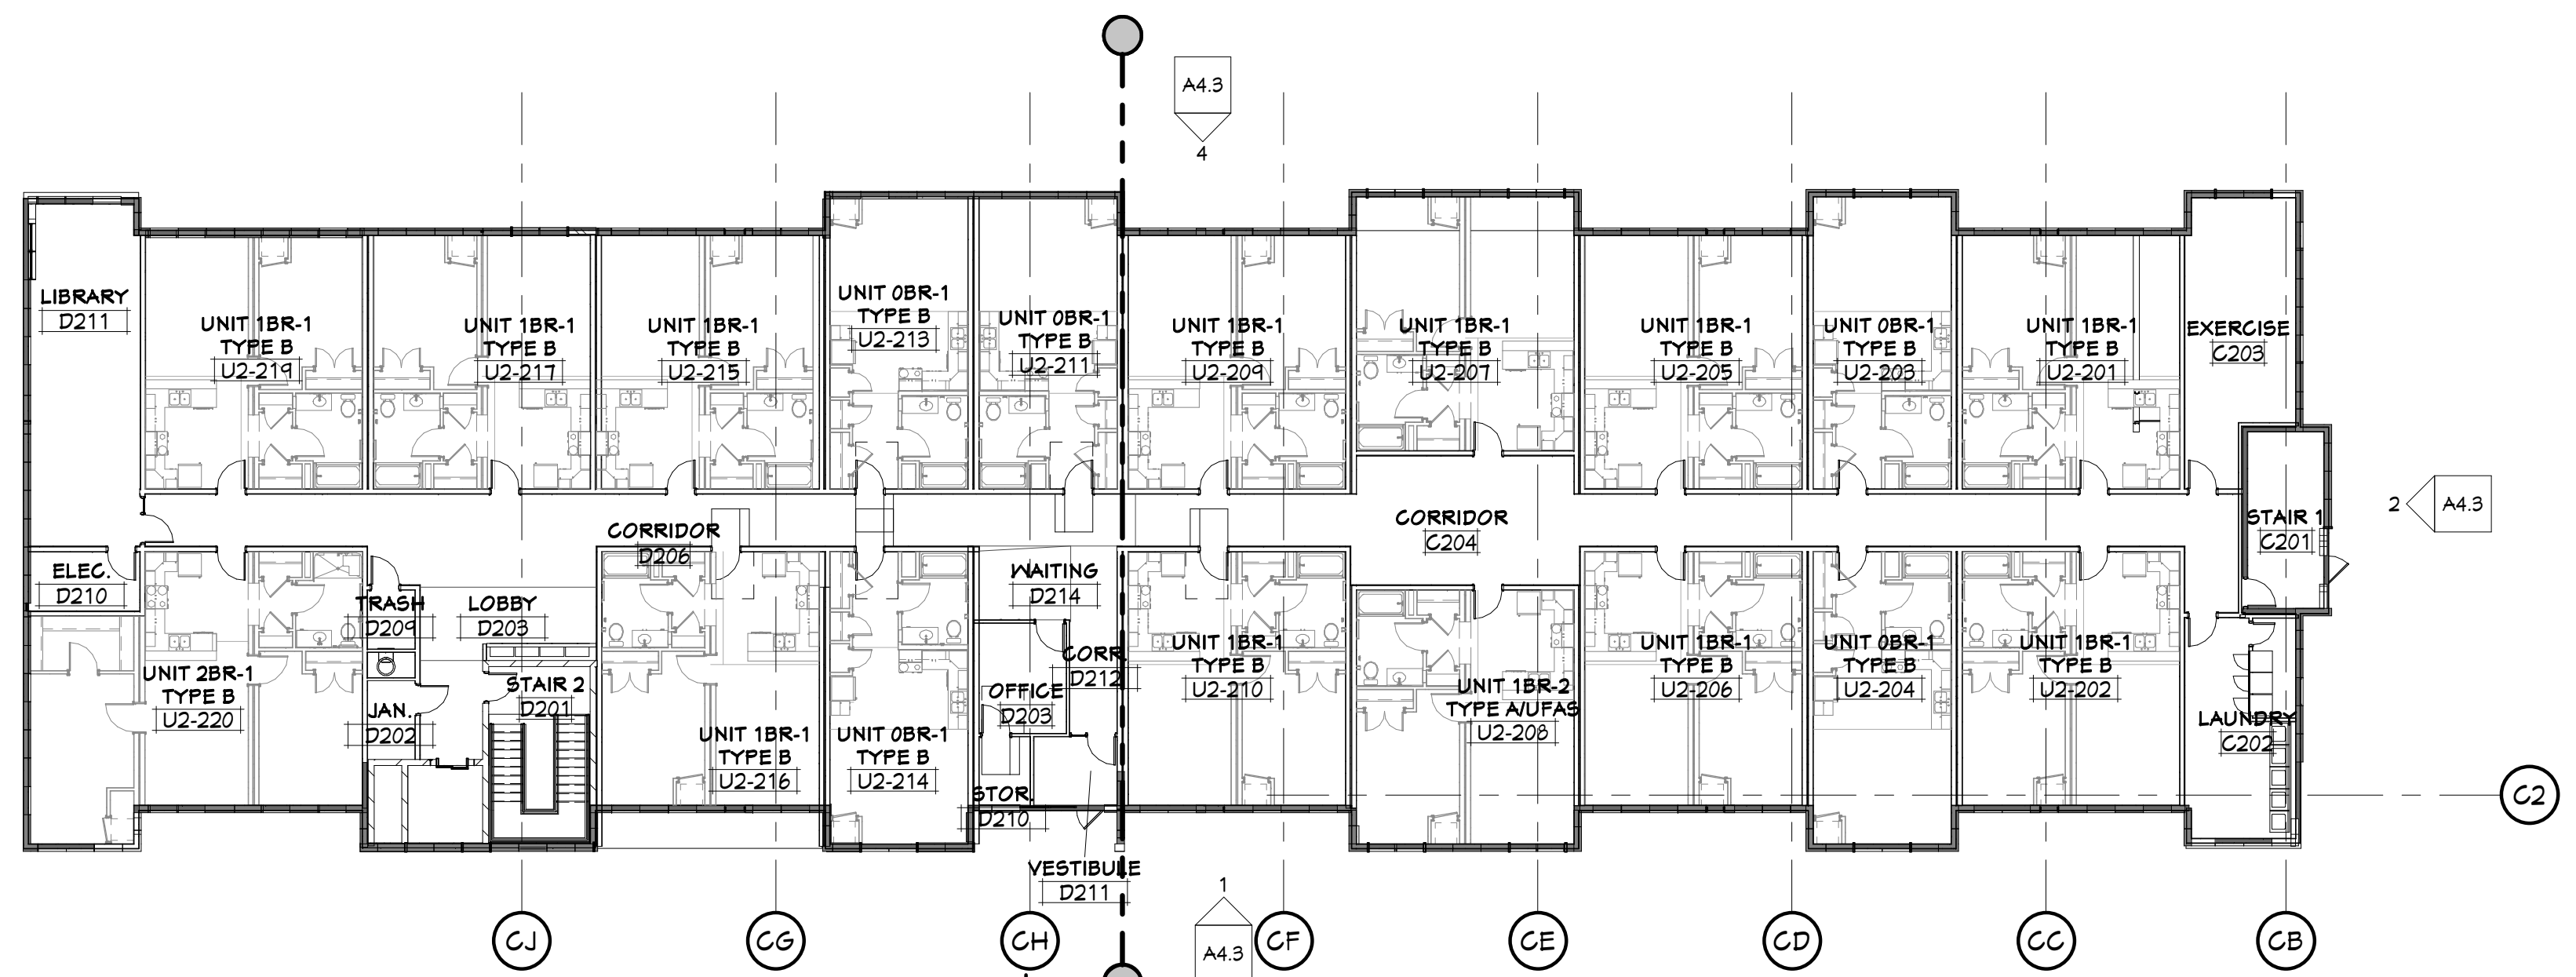 A4.3
4
LIBRARY
D211
UNIT 1BR-1
TYPE B
U2-219
UNIT 1BR-1
TYPE B
U2-217
UNIT 1BR-1
TYPE B
U2-215
UNIT 0BR-1
TYPE B
U2-213
UNIT 0BR-1
TYPE B
U2-211
UNIT 1BR-1
TYPE B
U2-209
UNIT 1BR-1
TYPE B
U2-207
UNIT 1BR-1
TYPE B
U2-205
UNIT 0BR-1
TYPE B
U2-203
UNIT 1BR-1
TYPE B
U2-201
EXERCISE
C203
CORRIDOR
D206
CORRIDOR
C204
STAIR 1
C201
2
A4.3
ELEC.
D210
TRASH
D209
LOBBY
D203
WAITING
D214
UNIT 2BR-1
TYPE B
U2-220
JAN.
D202
STAIR 2
D201
UNIT 1BR-1
TYPE B
U2-216
UNIT 0BR-1
TYPE B
U2-214
OFFICE
D203
CORR.
D212
UNIT 1BR-1
TYPE B
U2-210
UNIT 1BR-2
TYPE A/UFAS
U2-208
UNIT 1BR-1
TYPE B
U2-206
UNIT 0BR-1
TYPE B
U2-204
UNIT 1BR-1
TYPE B
U2-202
LAUNDRY
C202
STOR.
D210
VESTIBULE
D211
C2
1
A4.3
CJ
CG
CH
CF
CE
CD
CC
CB